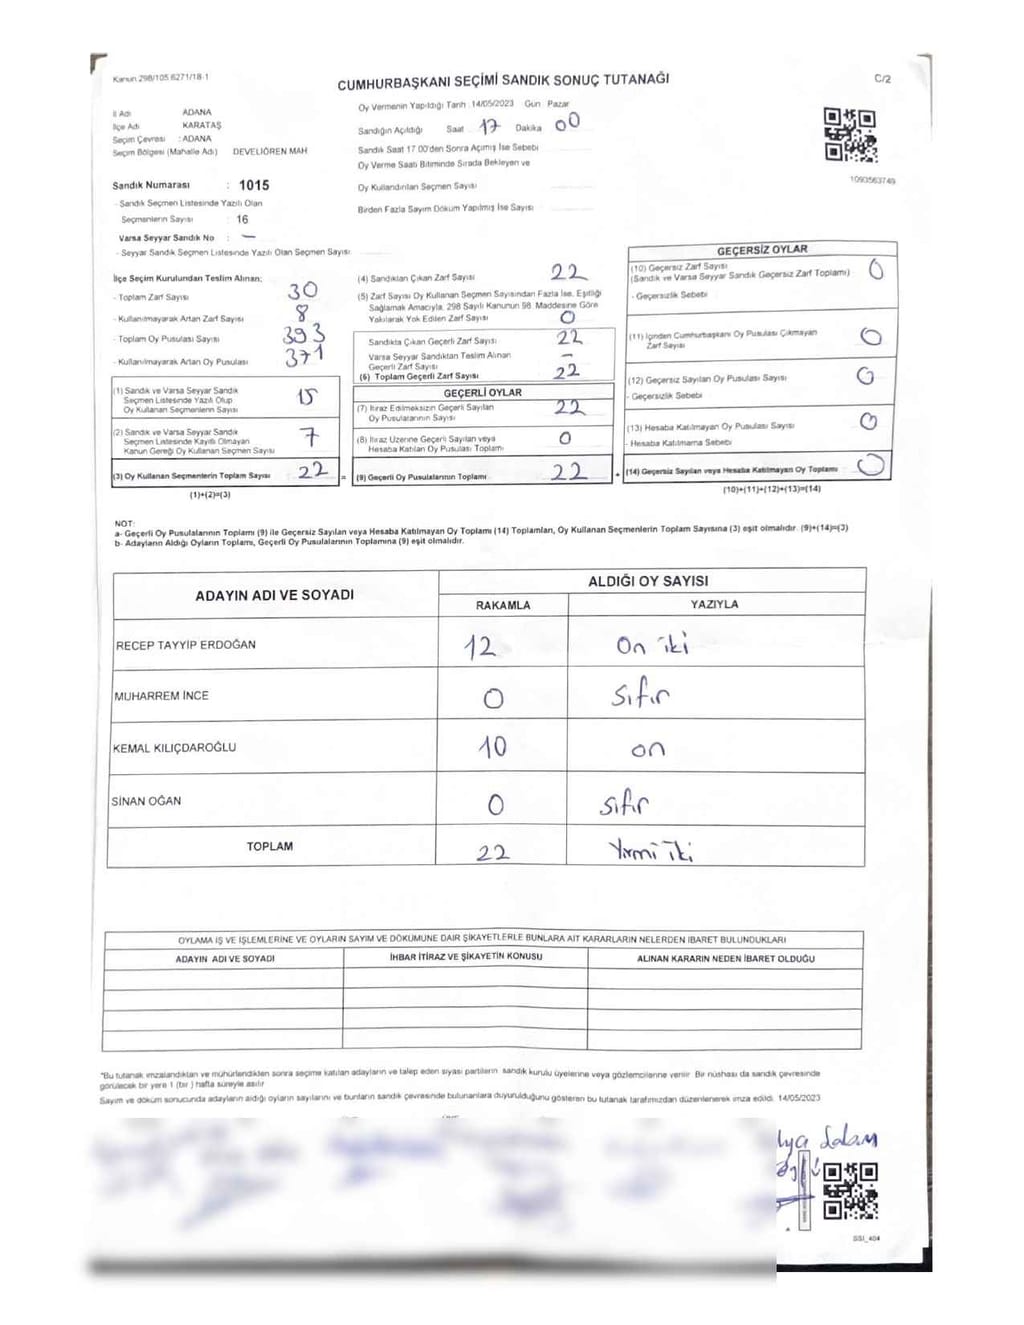 Kanun 298/105 6271/18-1
CUMHURBAŞKANI SEÇİMİ SANDIK SONUÇ TUTANAĞI
C/2
İl Adı ADANA
İlçe Adı KARATAŞ
Seçim Çevresi : ADANA
Seçim Bölgesi (Mahalle Adı) DEVELİÖREN MAH
Sandık Numarası : 1015
- Sandık Seçmen Listesinde Yazılı Olan
Seçmenlerin Sayısı : 16
Varsa Seyyar Sandık No : —
- Seyyar Sandık Seçmen Listesinde Yazılı Olan Seçmen Sayısı
Oy Vermenin Yapıldığı Tarih 14/05/2023 Gün Pazar
Sandığın Açıldığı Saat 17 Dakika 00
Sandık Saat 17 00'den Sonra Açılmış İse Sebebi
Oy Verme Saati Bitiminde Sırada Bekleyen ve
Oy Kullandırılan Seçmen Sayısı
Birden Fazla Sayım Döküm Yapılmış İse Sayısı
1093563749
İlçe Seçim Kurulundan Teslim Alınan;
- Toplam Zarf Sayısı 30
- Kullanılmayarak Artan Zarf Sayısı 8
- Toplam Oy Pusulası Sayısı 393
- Kullanılmayarak Artan Oy Pusulası 371
(1) Sandık ve Varsa Seyyar Sandık
Seçmen Listesinde Yazılı Olup
Oy Kullanan Seçmenlerin Sayısı 15
(2) Sandık ve Varsa Seyyar Sandık
Seçmen Listesinde Kayıtlı Olmayan
Kanun Gereği Oy Kullanan Seçmen Sayısı 7
(3) Oy Kullanan Seçmenlerin Toplam Sayısı 22 =
(1)+(2)=(3)
(4) Sandıktan Çıkan Zarf Sayısı 22
(5) Zarf Sayısı Oy Kullanan Seçmen Sayısından Fazla İse, Eşitliği
Sağlamak Amacıyla, 298 Sayılı Kanunun 98. Maddesine Göre
Yakılarak Yok Edilen Zarf Sayısı 0
Sandıkta Çıkan Geçerli Zarf Sayısı 22
Varsa Seyyar Sandıktan Teslim Alınan
Geçerli Zarf Sayısı –
(6) Toplam Geçerli Zarf Sayısı 22
GEÇERLİ OYLAR
(7) İtiraz Edilmeksizin Geçerli Sayılan
Oy Pusulalarının Sayısı 22
(8) İtiraz Üzerine Geçerli Sayılan veya
Hesaba Katılan Oy Pusulası Toplamı 0
(9) Geçerli Oy Pusulalarının Toplamı 22 +
GEÇERSİZ OYLAR
(10) Geçersiz Zarf Sayısı
(Sandık ve Varsa Seyyar Sandık Geçersiz Zarf Toplamı) 0
- Geçersizlik Sebebi
(11) İçinden Cumhurbaşkanı Oy Pusulası Çıkmayan
Zarf Sayısı 0
(12) Geçersiz Sayılan Oy Pusulası Sayısı 0
- Geçersizlik Sebebi
(13) Hesaba Katılmayan Oy Pusulası Sayısı 0
- Hesaba Katılmama Sebebi
(14) Geçersiz Sayılan veya Hesaba Katılmayan Oy Toplamı 0
(10)+(11)+(12)+(13)=(14)
NOT:
a- Geçerli Oy Pusulalarının Toplamı (9) ile Geçersiz Sayılan veya Hesaba Katılmayan Oy Toplamı (14) Toplamları, Oy Kullanan Seçmenlerin Toplam Sayısına (3) eşit olmalıdır. (9)+(14)=(3)
b- Adayların Aldığı Oyların Toplamı, Geçerli Oy Pusulalarının Toplamına (9) eşit olmalıdır.
ADAYIN ADI VE SOYADI ALDIĞI OY SAYISI
RAKAMLA YAZIYLA
RECEP TAYYİP ERDOĞAN 12 On iki
MUHARREM İNCE 0 Sıfır
KEMAL KILIÇDAROĞLU 10 on
SİNAN OĞAN 0 sıfır
TOPLAM 22 Yirmi iki
OYLAMA İŞ VE İŞLEMLERİNE VE OYLARIN SAYIM VE DÖKÜMÜNE DAİR ŞİKAYETLERLE BUNLARA AİT KARARLARIN NELERDEN İBARET BULUNDUKLARI
ADAYIN ADI VE SOYADI İHBAR İTİRAZ VE ŞİKAYETİN KONUSU ALINAN KARARIN NEDEN İBARET OLDUĞU
*Bu tutanak imzalandıktan ve mühürlendikten sonra seçime katılan adayların ve talep eden siyasi partilerin sandık kurulu üyelerine veya gözlemcilerine verilir Bir nüshası da sandık çevresinde
görülecek bir yere 1 (bir ) hafta süreyle asılır
Sayım ve döküm sonucunda adayların aldığı oyların sayılarını ve bunların sandık çevresinde bulunanlara duyurulduğunu gösteren bu tutanak tarafımızdan düzenlenerek imza edildi. 14/05/2023
SSI_404